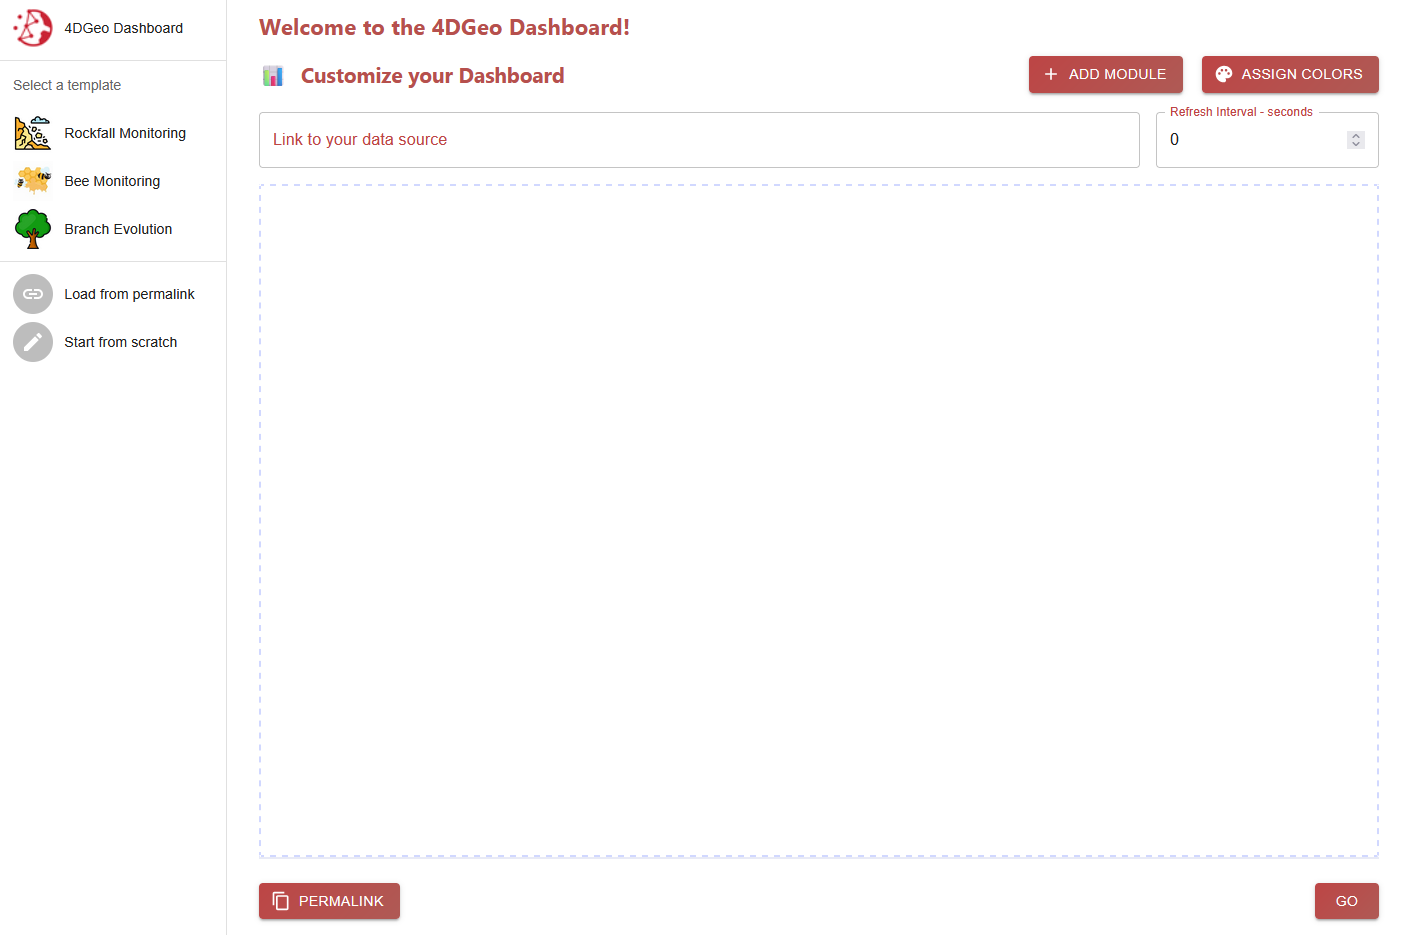 4DGeo Dashboard
Select a template
Rockfall Monitoring
Bee Monitoring
Branch Evolution
Load from permalink
Start from scratch
Welcome to the 4DGeo Dashboard!
Customize your Dashboard
ADD MODULE
ASSIGN COLORS
Link to your data source
Refresh Interval - seconds
0
PERMALINK
GO